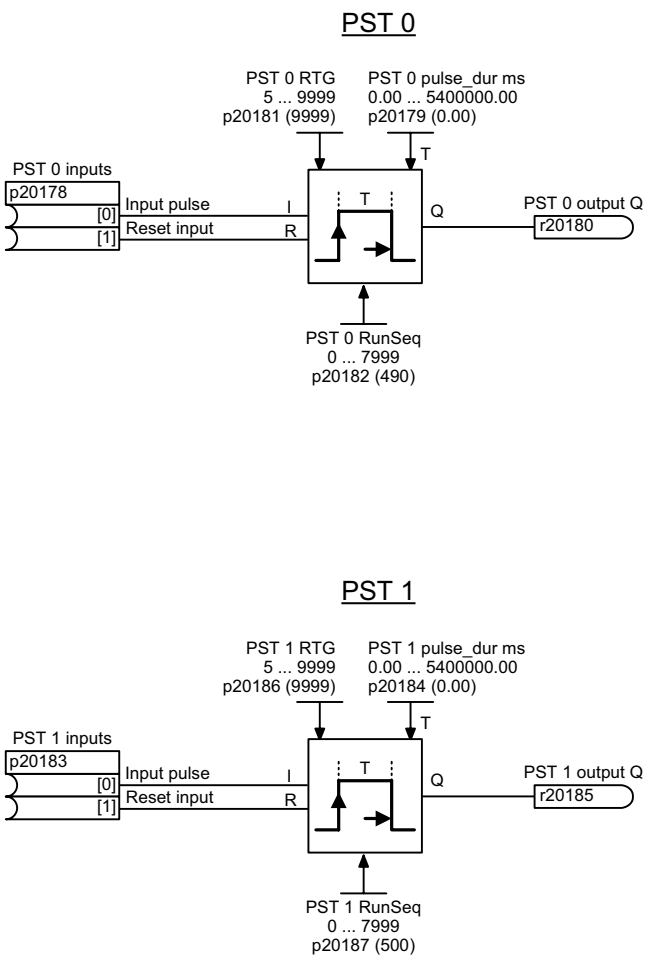 PST 0
PST 0 RTG
5 ... 9999
p20181 (9999)
PST 0 pulse_dur ms
0.00 ... 5400000.00
p20179 (0.00)
T
PST 0 inputs
p20178
[0]
[1]
Input pulse
Reset input
I
R
T
Q
PST 0 output Q
r20180
PST 0 RunSeq
0 ... 7999
p20182 (490)
PST 1
PST 1 RTG
5 ... 9999
p20186 (9999)
PST 1 pulse_dur ms
0.00 ... 5400000.00
p20184 (0.00)
T
PST 1 inputs
p20183
[0]
[1]
Input pulse
Reset input
I
R
T
Q
PST 1 output Q
r20185
PST 1 RunSeq
0 ... 7999
p20187 (500)